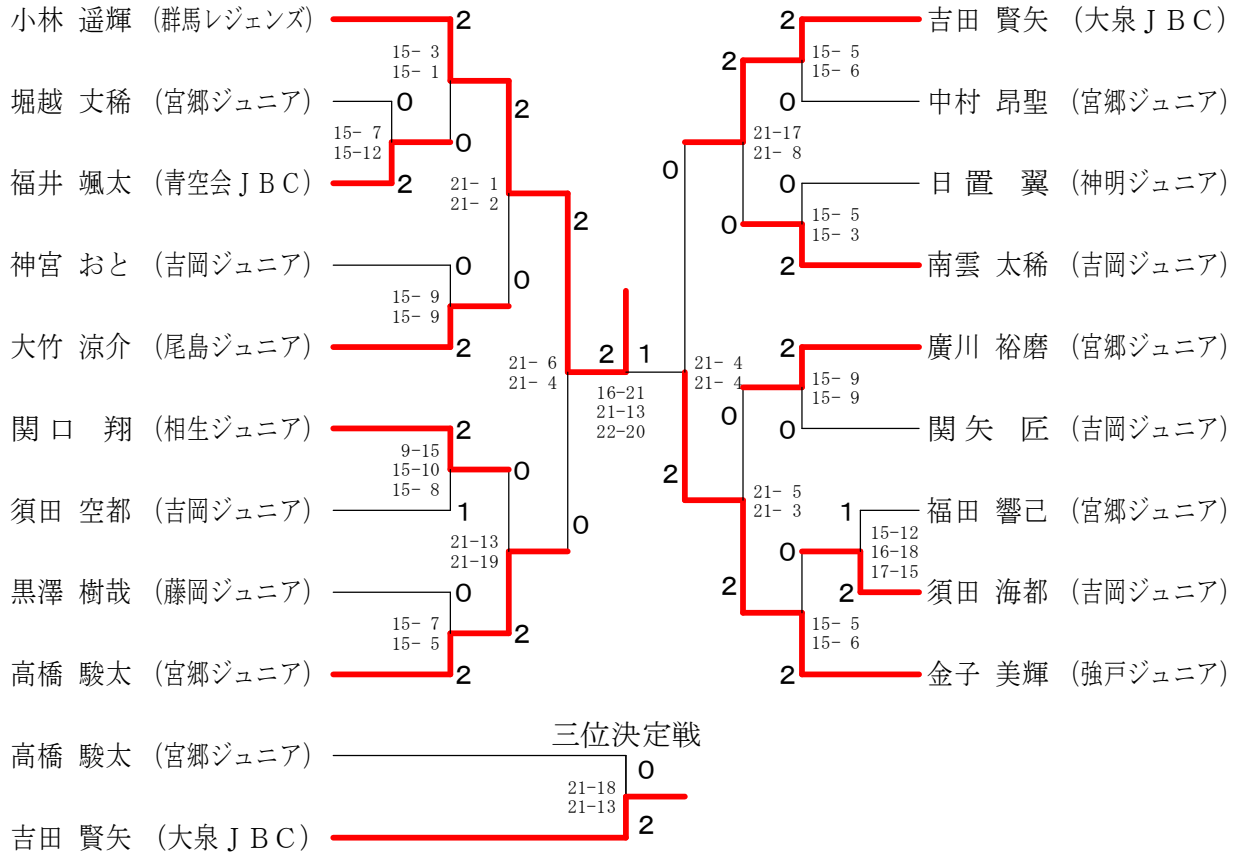 小林 遥輝 (群馬レジェンズ) 2 2 吉田 賢矢 (大泉ＪＢＣ)
15- 3 2 15- 5
15- 1 15- 6
堀越 丈稀 (宮郷ジュニア) 0 2 0 中村 昂聖 (宮郷ジュニア)
15- 7 21-17
15-12 0 21- 8
福井 颯太 (青空会ＪＢＣ) 2 21- 1 0 0 日置 翼 (神明ジュニア)
21- 2 2 0 15- 5
15- 3
神宮 おと (吉岡ジュニア) 0 0 2 南雲 太稀 (吉岡ジュニア)
15- 9
15- 9
大竹 涼介 (尾島ジュニア) 2 2 1 2 廣川 裕磨 (宮郷ジュニア)
21- 6 21- 4
21- 4 21- 4
16-21 15- 9
21-13 15- 9
22-20
関口 翔 (相生ジュニア) 2 0 0 関矢 匠 (吉岡ジュニア)
9-15
15-10 0 2
15- 8
須田 空都 (吉岡ジュニア) 1 0 21- 5 1 福田 響己 (宮郷ジュニア)
21-13 21- 3 15-12
21-19 0 16-18
17-15
黒澤 樹哉 (藤岡ジュニア) 0 2 2 須田 海都 (吉岡ジュニア)
15- 7 2 15- 5
15- 5 15- 6
高橋 駿太 (宮郷ジュニア) 2 2 金子 美輝 (強戸ジュニア)
三位決定戦
高橋 駿太 (宮郷ジュニア) 0
21-18
21-13
吉田 賢矢 (大泉ＪＢＣ) 2